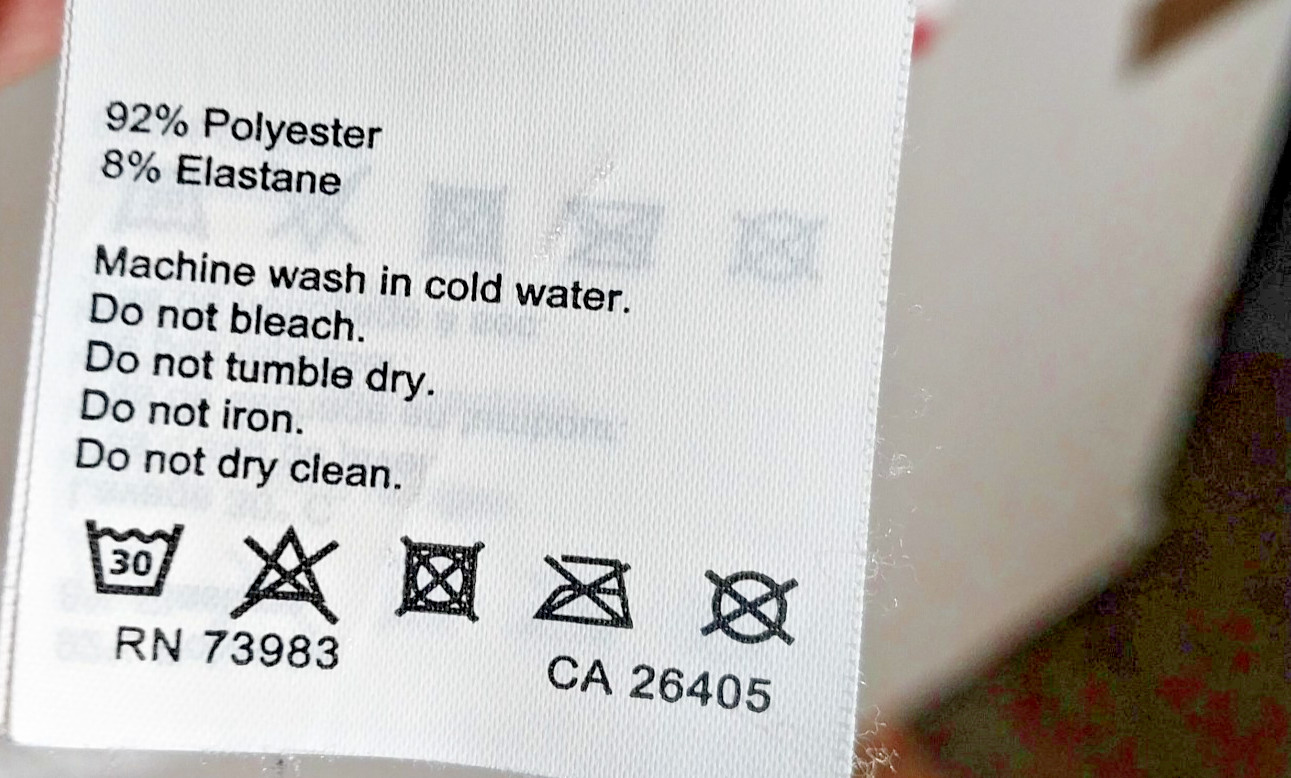 92% Polyester
8% Elastane
Machine wash in cold water.
Do not bleach.
Do not tumble dry.
Do not iron.
Do not dry clean.
30
RN 73983
CA 26405